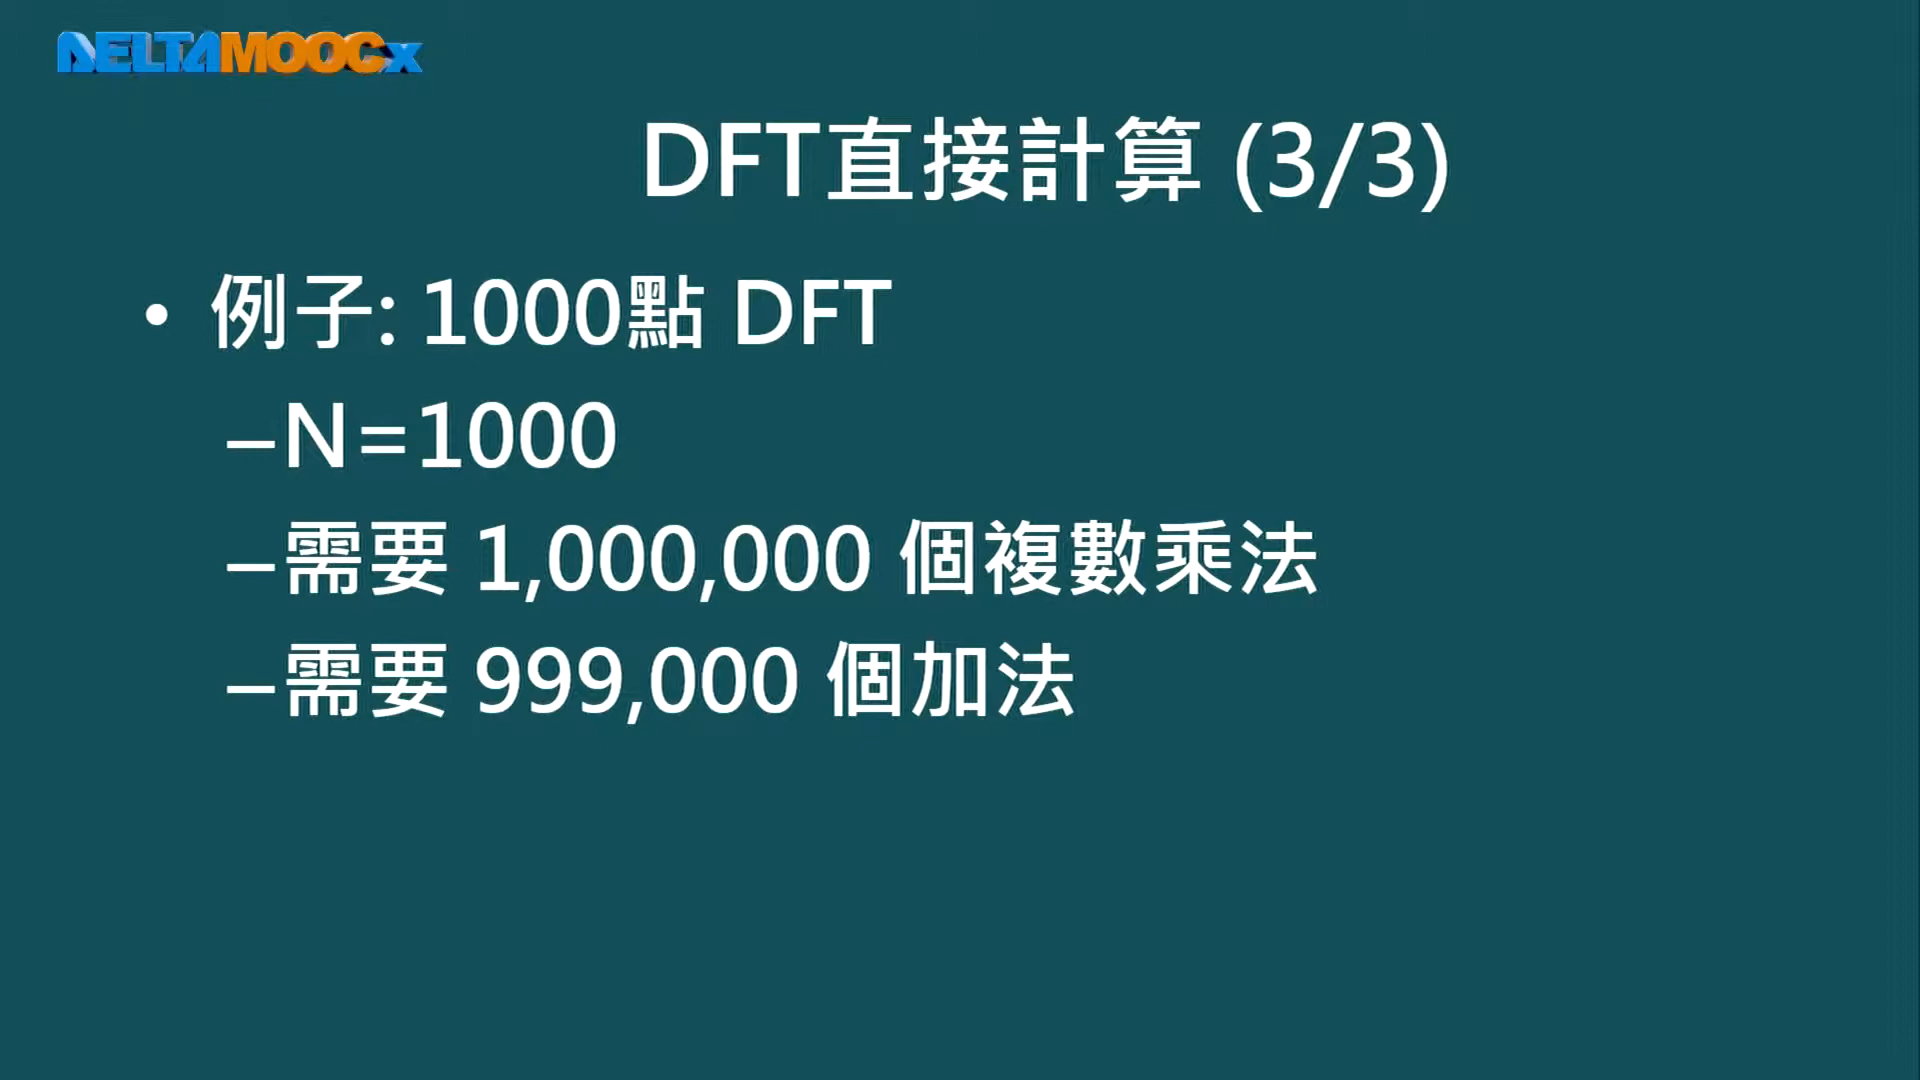 DELTAMOOCx
DFT直接計算 (3/3)
• 例子: 1000點 DFT
–N=1000
–需要 1,000,000 個複數乘法
–需要 999,000 個加法